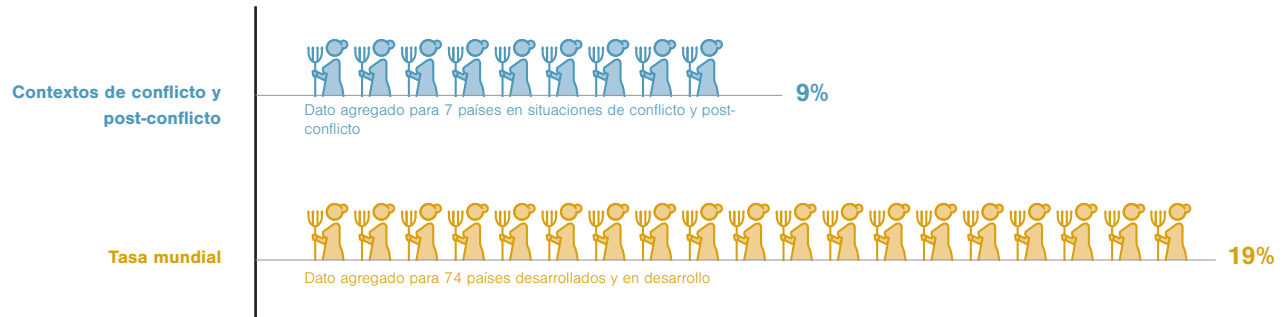 Contextos de conflicto y
post-conflicto
9%
Dato agregado para 7 países en situaciones de conflicto y post-
conflicto
Tasa mundial
19%
Dato agregado para 74 países desarrollados y en desarrollo